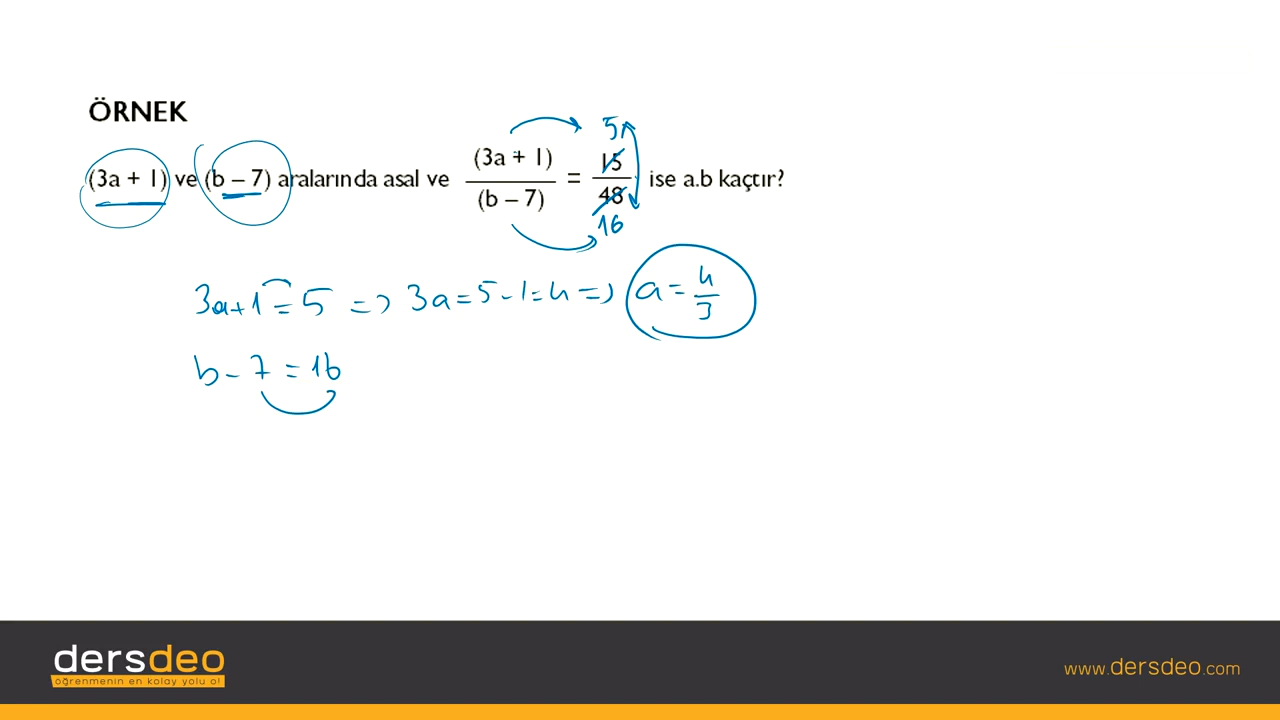 ÖRNEK
(3a + 1) ve (b – 7) aralarında asal ve (3a + 1) / (b – 7) = 15 / 48 ise a.b kaçtır?
5
16
3a+1 = 5 => 3a = 5 - 1 = 4 => a = 4/3
b - 7 = 16
dersdeo
öğrenmenin en kolay yolu o!
www.dersdeo.com